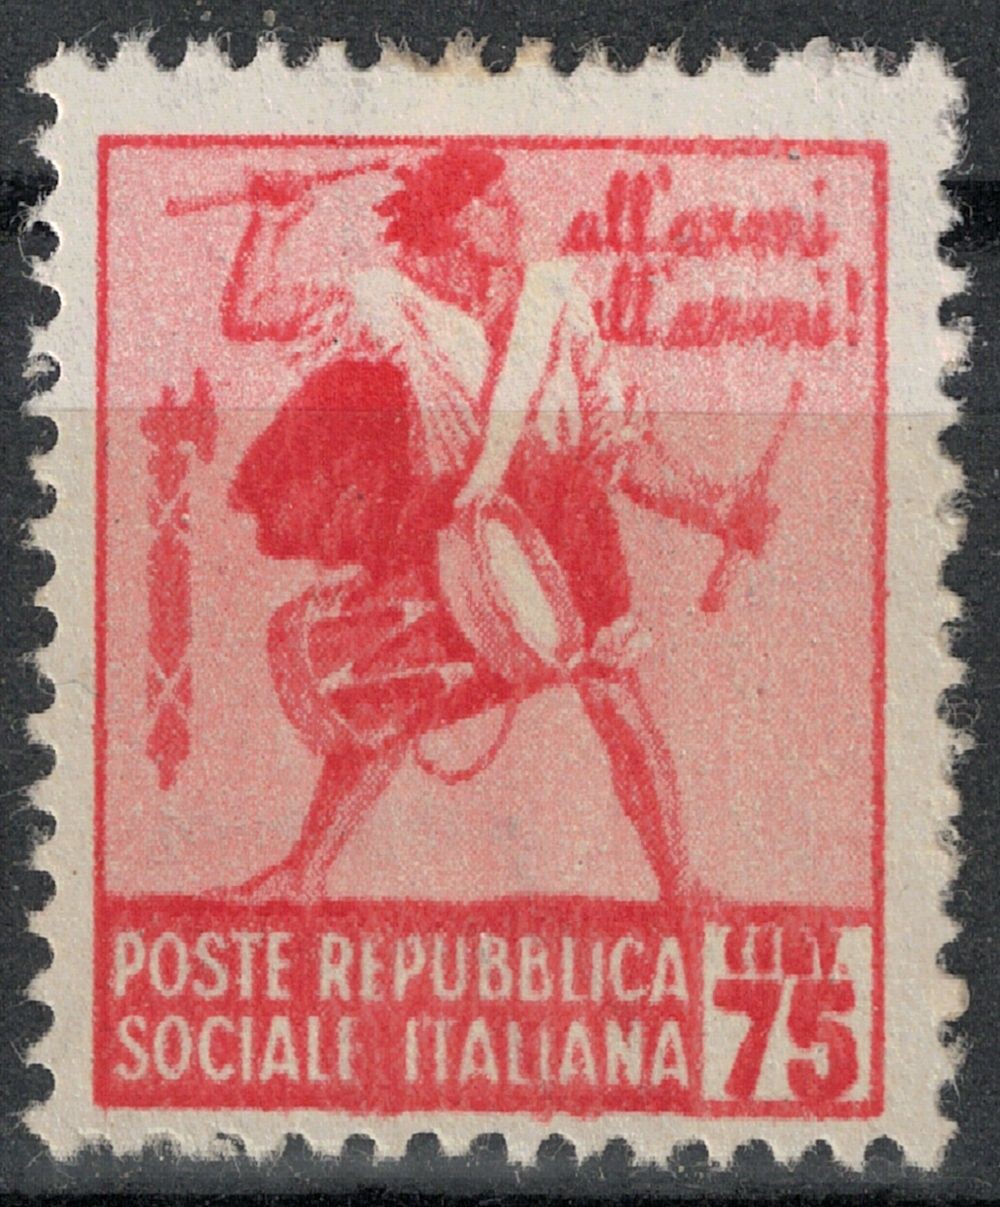 all'armi
all'armi!
POSTE REPUBBLICA
SOCIALE ITALIANA
75